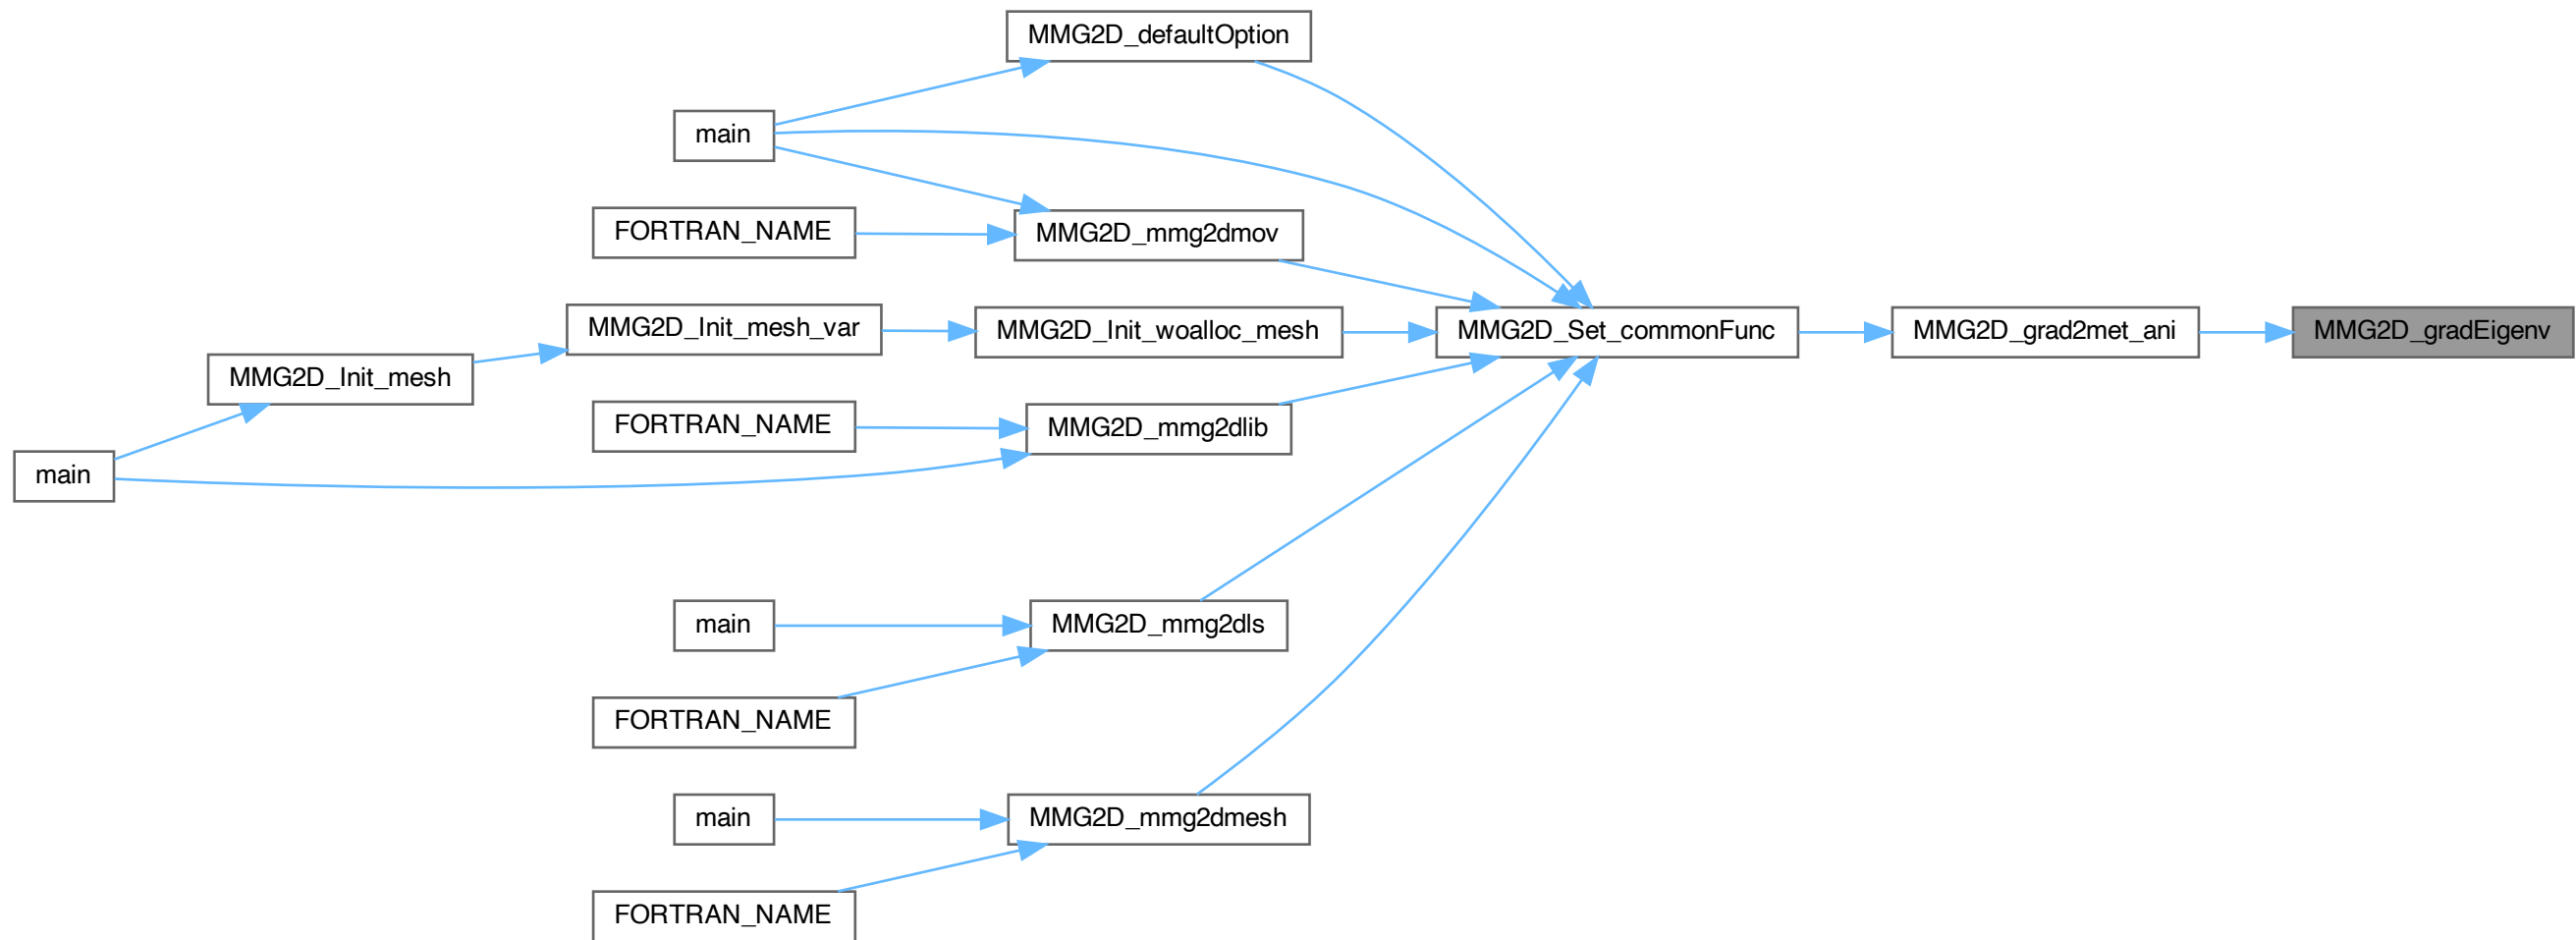 MMG2D_defaultOption
main
FORTRAN_NAME
MMG2D_mmg2dmov
MMG2D_Init_mesh_var
MMG2D_Init_woalloc_mesh
MMG2D_Set_commonFunc
MMG2D_grad2met_ani
MMG2D_gradEigenv
MMG2D_Init_mesh
FORTRAN_NAME
MMG2D_mmg2dlib
main
main
MMG2D_mmg2dls
FORTRAN_NAME
main
MMG2D_mmg2dmesh
FORTRAN_NAME